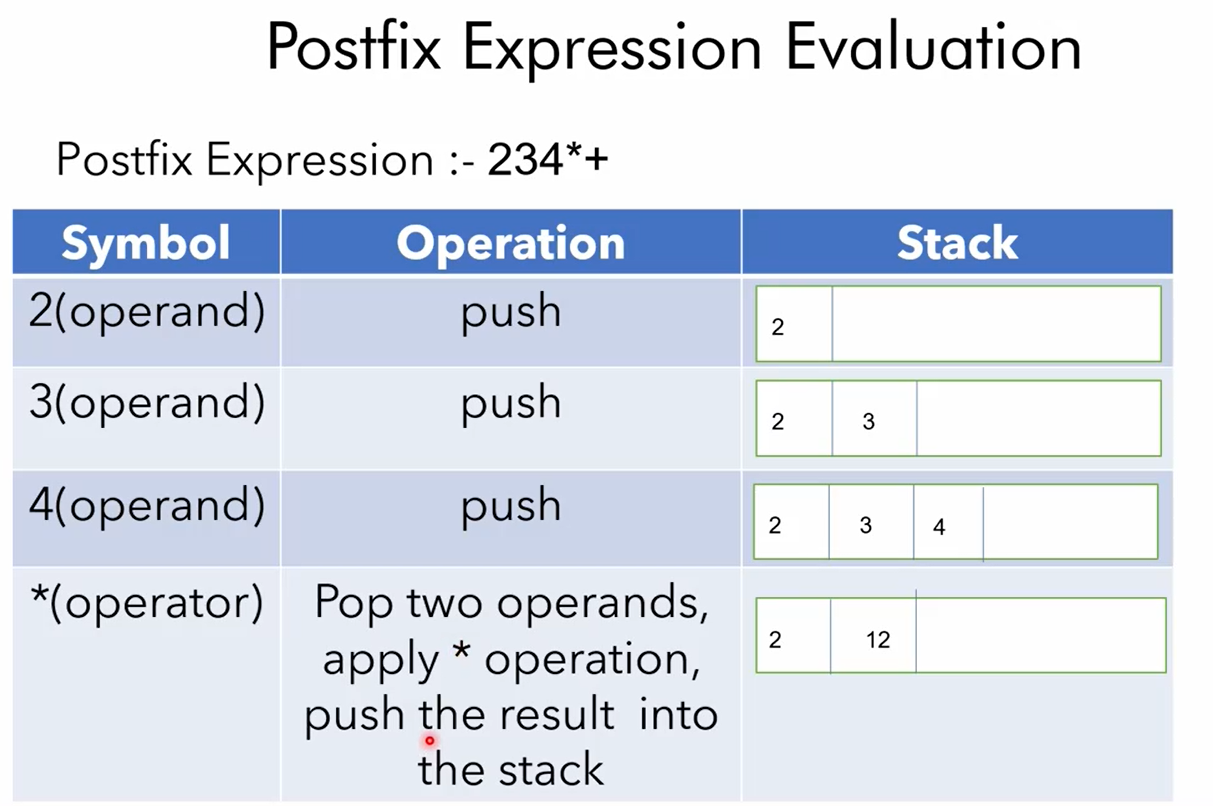 Postfix Expression Evaluation
Postfix Expression :- 234*+
Symbol Operation Stack
2(operand) push 2
3(operand) push 2 3
4(operand) push 2 3 4
*(operator) Pop two operands, 2 12
apply * operation,
push the result into
the stack